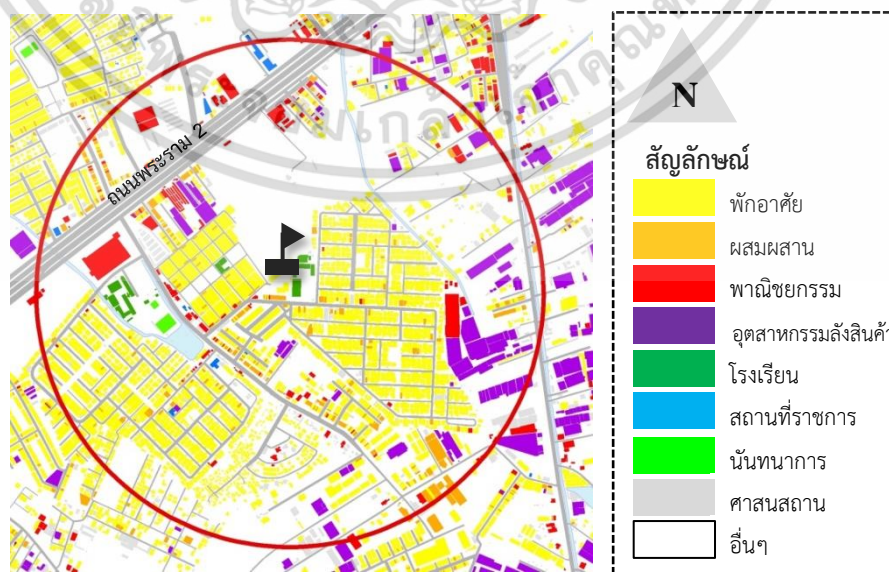 ถนนพระราม 2
N
สัญลักษณ์
พักอาศัย
ผสมผสาน
พาณิชยกรรม
อุตสาหกรรมลังสินค้า
โรงเรียน
สถานที่ราชการ
นันทนาการ
ศาสนสถาน
อื่นๆ